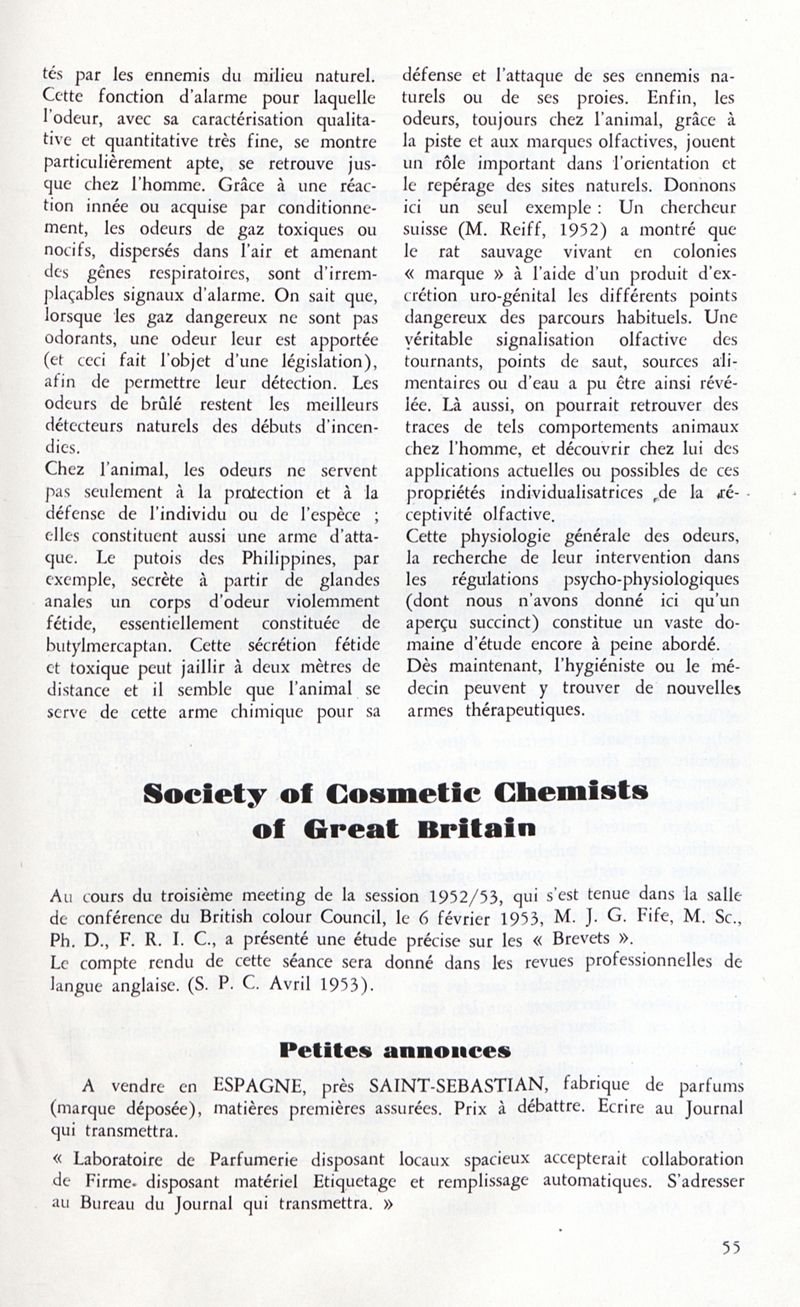 tés par les ennemis du milieu naturel.
Cette fonction d'alarme pour laquelle
l'odeur, avec sa caractérisation qualita-
tive et quantitative très fine, se montre
particulièrement apte, se retrouve jus-
que chez l'homme. Grâce à une réac-
tion innée ou acquise par conditionne-
ment, les odeurs de gaz toxiques ou
nocifs, dispersés dans l'air et amenant
des gênes respiratoires, sont d'irrem-
plaçables signaux d'alarme. On sait que,
lorsque les gaz dangereux ne sont pas
odorants, une odeur leur est apportée
(et ceci fait l'objet d'une législation),
afin de permettre leur détection. Les
odeurs de brûlé restent les meilleurs
détecteurs naturels des débuts d'incen-
dies.
Chez l'animal, les odeurs ne servent
pas seulement à la protection et à la
défense de l'individu ou de l'espèce ;
elles constituent aussi une arme d'atta-
que. Le putois des Philippines, par
exemple, secrète à partir de glandes
anales un corps d'odeur violemment
fétide, essentiellement constituée de
butylmercaptan. Cette sécrétion fétide
et toxique peut jaillir à deux mètres de
distance et il semble que l'animal se
serve de cette arme chimique pour sa
défense et l'attaque de ses ennemis na-
turels ou de ses proies. Enfin, les
odeurs, toujours chez l'animal, grâce à
la piste et aux marques olfactives, jouent
un rôle important dans l'orientation et
le repérage des sites naturels. Donnons
ici un seul exemple : Un chercheur
suisse (M. Reiff, 1952) a montré que
le rat sauvage vivant en colonies
« marque » à l'aide d'un produit d'ex-
crétion uro-génital les différents points
dangereux des parcours habituels. Une
véritable signalisation olfactive des
tournants, points de saut, sources ali-
mentaires ou d'eau a pu être ainsi révé-
lée. Là aussi, on pourrait retrouver des
traces de tels comportements animaux
chez l'homme, et découvrir chez lui des
applications actuelles ou possibles de ces
propriétés individualisatrices de la ré-
ceptivité olfactive.
Cette physiologie générale des odeurs,
la recherche de leur intervention dans
les régulations psycho-physiologiques
(dont nous n'avons donné ici qu'un
aperçu succinct) constitue un vaste do-
maine d'étude encore à peine abordé.
Dès maintenant, l'hygiéniste ou le mé-
decin peuvent y trouver de nouvelles
armes thérapeutiques.
Society of Cosmetic Chemists
of Great Britain
Au cours du troisième meeting de la session 1952/53, qui s'est tenue dans la salle
de conférence du British colour Council, le 6 février 1953, M. J. G. Fife, M. Sc.,
Ph. D., F. R. I. C., a présenté une étude précise sur les « Brevets ».
Le compte rendu de cette séance sera donné dans les revues professionnelles de
langue anglaise. (S. P. C. Avril 1953).
Petites annonces
A vendre en ESPAGNE, près SAINT-SEBASTIAN, fabrique de parfums
(marque déposée), matières premières assurées. Prix à débattre. Ecrire au Journal
qui transmettra.
« Laboratoire de Parfumerie disposant locaux spacieux accepterait collaboration
de Firme disposant matériel Etiquetage et remplissage automatiques. S'adresser
au Bureau du Journal qui transmettra. »
55